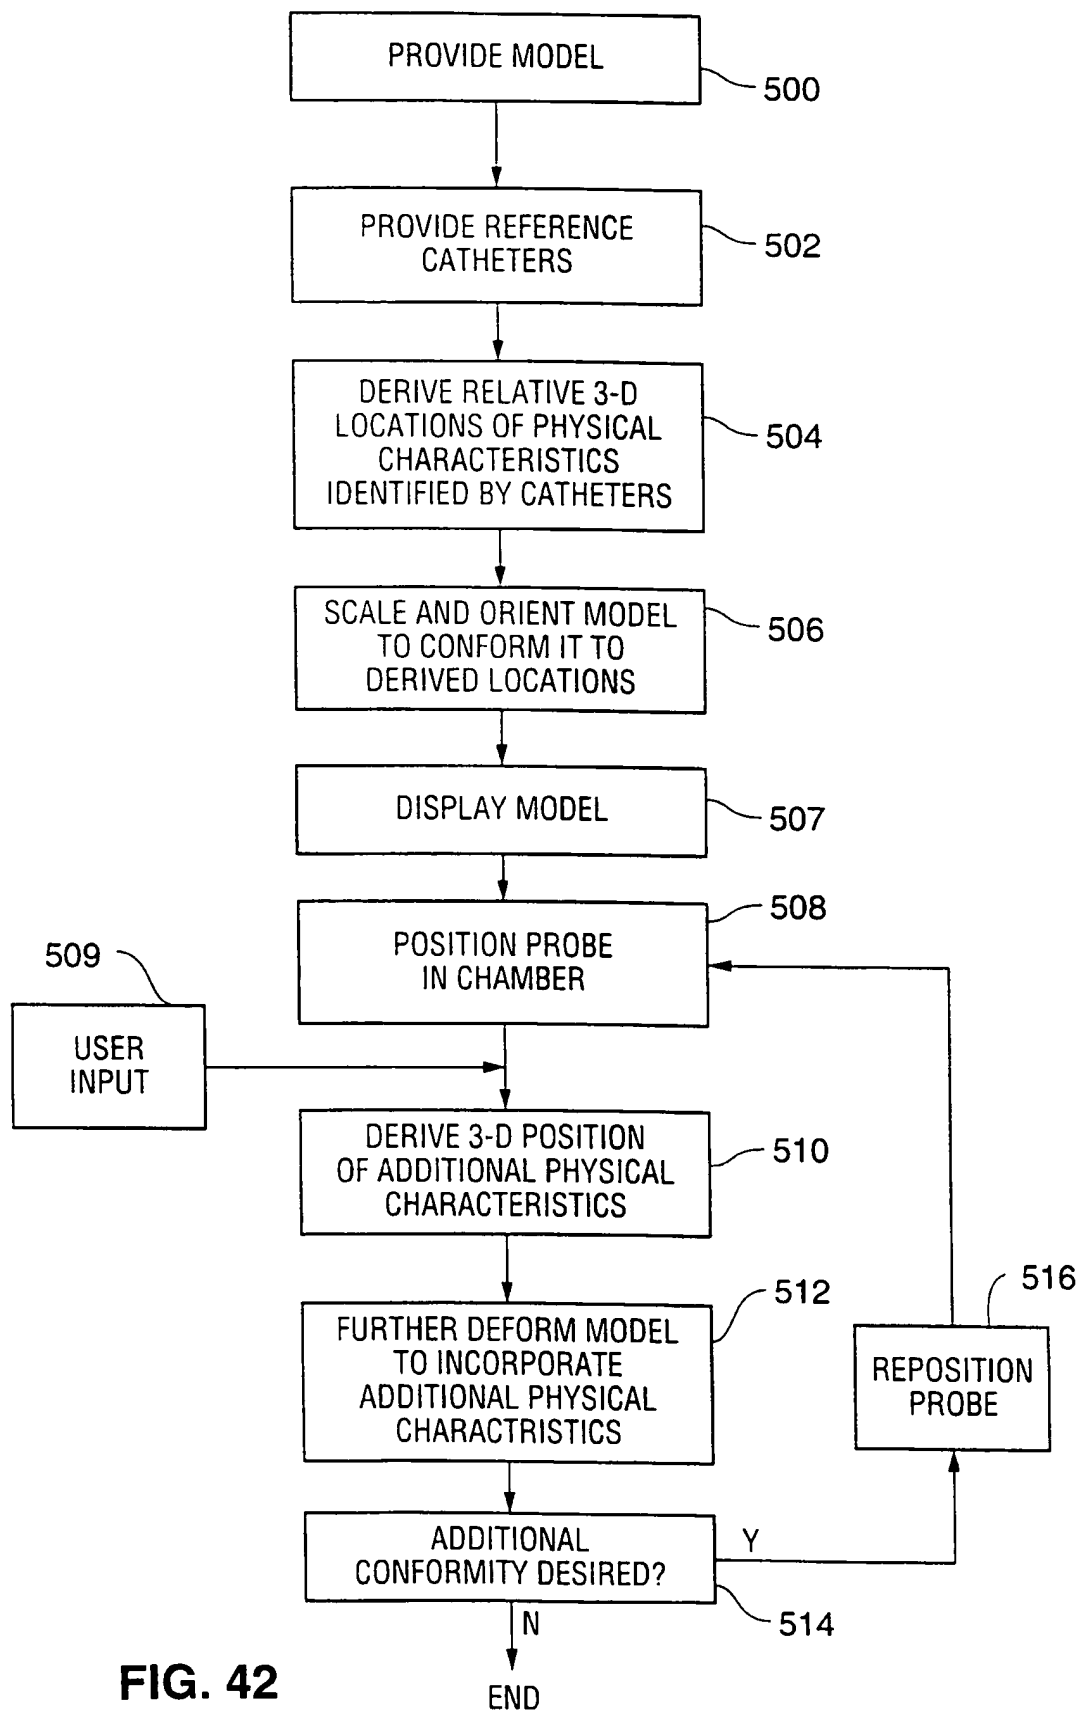 PROVIDE MODEL
500
PROVIDE REFERENCE
CATHETERS
502
DERIVE RELATIVE 3-D
LOCATIONS OF PHYSICAL
CHARACTERISTICS
IDENTIFIED BY CATHETERS
504
SCALE AND ORIENT MODEL
TO CONFORM IT TO
DERIVED LOCATIONS
506
DISPLAY MODEL
507
POSITION PROBE
IN CHAMBER
508
509
USER
INPUT
DERIVE 3-D POSITION
OF ADDITIONAL PHYSICAL
CHARACTERISTICS
510
FURTHER DEFORM MODEL
TO INCORPORATE
ADDITIONAL PHYSICAL
CHARACTRISTICS
512
516
REPOSITION
PROBE
ADDITIONAL
CONFORMITY DESIRED?
Y
514
N
END
FIG. 42